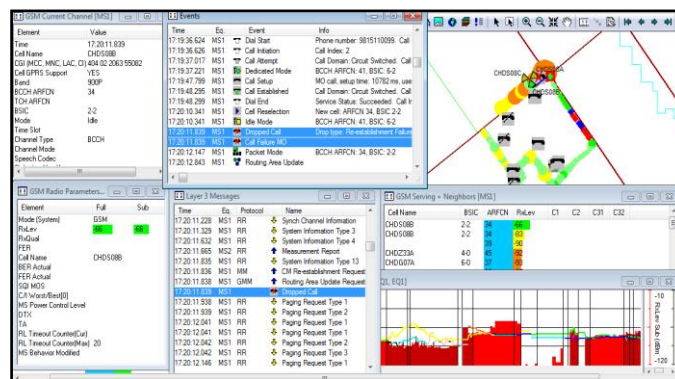 GSM Current Channel [MS1]
Element Value
Time 17:20:11.839
Cell Name CHDS08B
CGI (MCC, MNC, LAC, CI) 404 02 2063 55082
Cell GPRS Support YES
Band 900P
BCCH ARFCN 34
TCH ARFCN
BSIC 2-2
Mode Idle
Time Slot
Channel Type BCCH
Channel Mode
Speech Codec
Events
Time Eq. Event Info
17:19:36.624 MS1 Dial Start Phone number: 9815110099. Call
17:19:36.624 MS1 Call Initiation Call Index: 2
17:19:37.017 MS1 Call Attempt Call Domain: Circuit Switched. Call
17:19:37.221 MS1 Dedicated Mode BCCH ARFCN: 41, BSIC: 6-2
17:19:47.799 MS1 Call Setup MO call, setup time: 10782 ms, use
17:19:48.295 MS1 Call Established Call Domain: Circuit Switched. Call
17:19:48.299 MS1 Dial End Service Status: Succeeded. Call I
17:20:10.341 MS1 Cell Reselection New cell: ARFCN 34, BSIC 2-2
17:20:10.341 MS1 Idle Mode BCCH ARFCN: 41, BSIC: 6-2
17:20:11.839 MS1 Dropped Call Drop type: Re-establishment Failure
17:20:11.839 MS1 Call Failure MO
17:20:12.147 MS1 Packet Mode BCCH ARFCN: 34, BSIC: 2-2
17:20:12.843 MS1 Routing Area Update
CHDS08C
CHDS08A
CHDS08B
GSM Radio Parameters...
Element Full Sub
Mode (System) GSM
RxLev -66 -66
RxQual
FER
Cell Name CHDS08B
BER Actual
FER Actual
SQI MOS
C/I Worst/Best[0]
MS Power Control Level
DTX
TA
RL Timeout Counter(Cur)
RL Timeout Counter(Max) 20
MS Behavior Modified
Layer 3 Messages
Time Eq. Protocol Name
17:20:11.228 MS1 RR Synch Channel Information
17:20:11.329 MS1 RR System Information Type 3
17:20:11.632 MS1 RR System Information Type 4
17:20:11.665 MS2 RR Measurement Report
17:20:11.835 MS1 RR System Information Type 13
17:20:11.836 MS1 MM CM Re-establishment Request
17:20:11.838 MS1 GMM Routing Area Update Request
17:20:11.839 MS1 Dropped Call
17:20:11.938 MS1 RR Paging Request Type 1
17:20:11.939 MS1 RR Paging Request Type 2
17:20:12.041 MS1 RR Paging Request Type 1
17:20:12.041 MS1 RR Paging Request Type 1
17:20:12.042 MS1 RR Paging Request Type 2
17:20:12.042 MS1 RR Paging Request Type 3
17:20:12.146 MS1 RR Paging Request Type 1
GSM Serving + Neighbors [MS1]
Cell Name BSIC ARFCN RxLev C1 C2 C31 C32
CHDS08B 2-2 34 -66
CHDS08B 2-2 34 -83
39 -90
CHDZ33A 4-0 45 -92
CHDG07A 6-0 41
Q1, EQ1]
-10
RxLev Sub (dBm)
-120